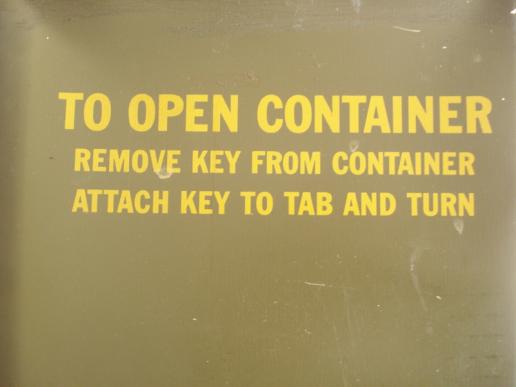 TO OPEN CONTAINER
REMOVE KEY FROM CONTAINER
ATTACH KEY TO TAB AND TURN